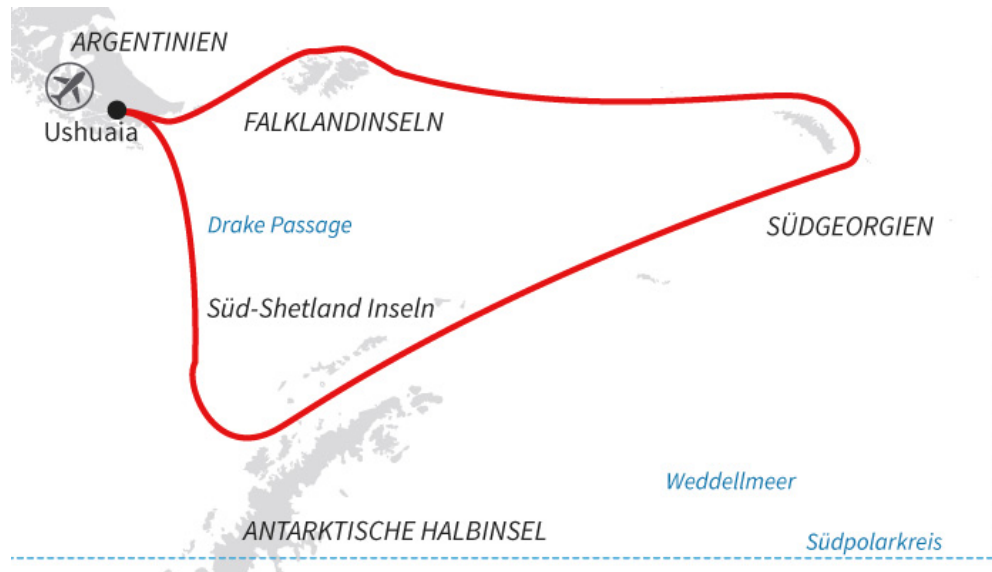 ARGENTINIEN
Ushuaia
FALKLANDINSELN
Drake Passage
SÜDGEORGIEN
Süd-Shetland Inseln
Weddellmeer
ANTARKTISCHE HALBINSEL
Südpolarkreis